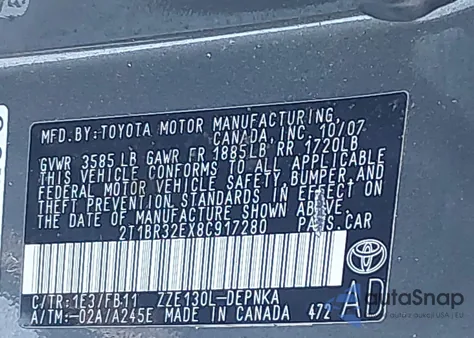 MFD.BY:TOYOTA MOTOR MANUFACTURING,
CANADA, INC. 10/07
GVWR 3585 LB GAWR FR 1885LB RR 1720LB
THIS VEHICLE CONFORMS TO ALL APPLICABLE
FEDERAL MOTOR VEHICLE SAFETY, BUMPER, AND
THEFT PREVENTION STANDARDS IN EFFECT ON
THE DATE OF MANUFACTURE SHOWN ABOVE.
2T1BR32EX8C917280 PASS.CAR
C/TR:1E3/FB11 ZZE130L-DEPNKA
A/TM:-02A/A245E MADE IN CANADA 472
AD
autaSnap